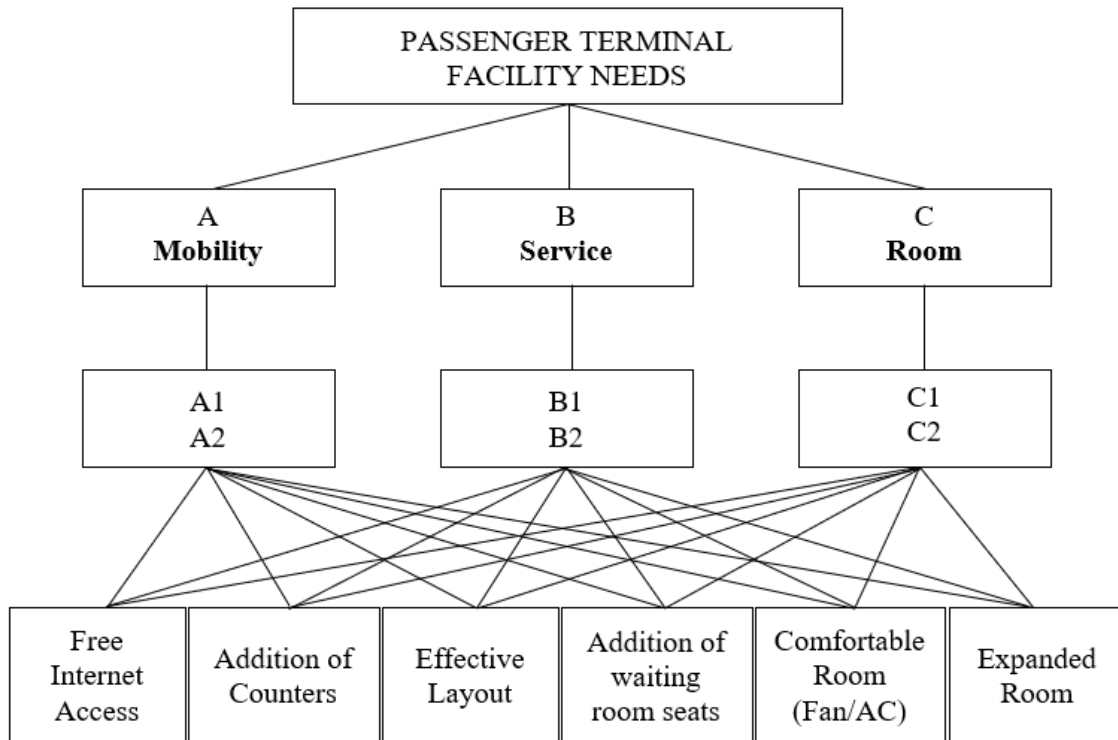 PASSENGER TERMINAL
FACILITY NEEDS
A
Mobility
B
Service
C
Room
A1
A2
B1
B2
C1
C2
Free
Internet
Access
Addition of
Counters
Effective
Layout
Addition of
waiting
room seats
Comfortable
Room
(Fan/AC)
Expanded
Room